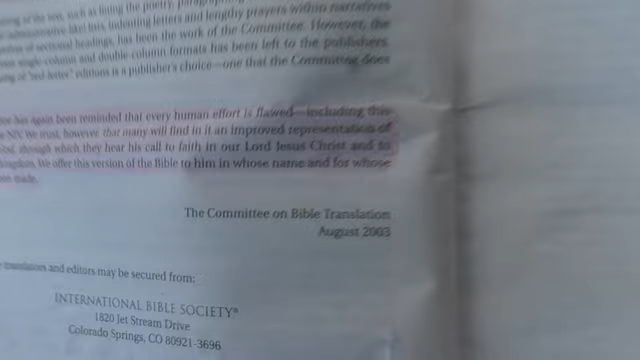 of the text, such as lining the poetry, paragraphing
lists, indenting letters and lengthy prayers within narratives
of sectional headings, has been the work of the Committee. However, the
single-column and double-column formats has been left to the publishers.
of "red-letter" editions is a publisher's choice—one that the Committee does
has again been reminded that every human effort is flawed—including this
NIV. We trust, however that many will find in it an improved representation of
through which they hear his call to faith in our Lord Jesus Christ and to
kingdom. We offer this version of the Bible to him in whose name and for whose
made.
The Committee on Bible Translation
August 2003
translators and editors may be secured from:
INTERNATIONAL BIBLE SOCIETY®
1820 Jet Stream Drive
Colorado Springs, CO 80921-3696